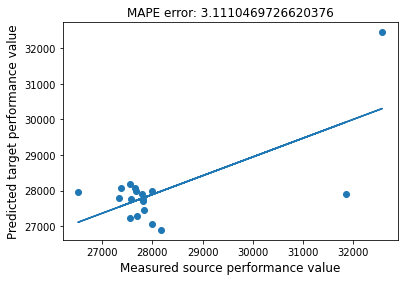 MAPE error: 3.1110469726620376
Predicted target performance value
32000
31000
30000
29000
28000
27000
27000 28000 29000 30000 31000 32000
Measured source performance value